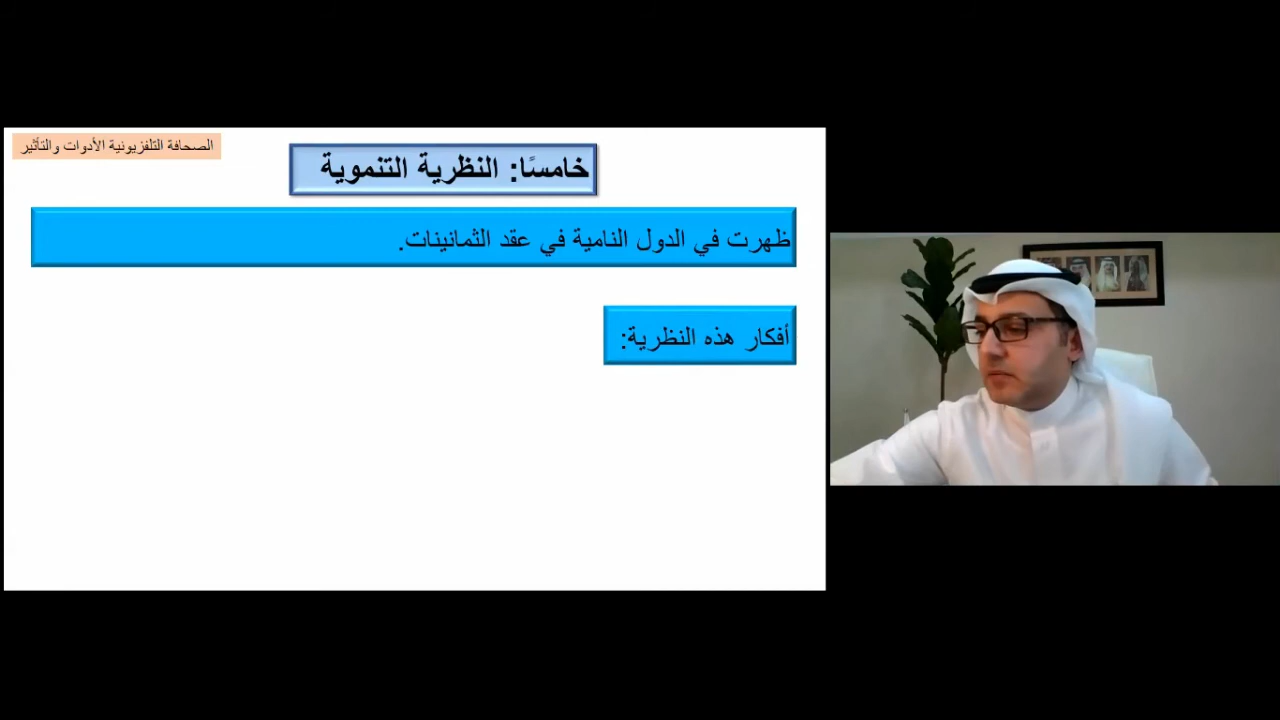 الصحافة التلفزيونية الأدوات والتأثير
خامسًا: النظرية التنموية
ظهرت في الدول النامية في عقد الثمانينات.
أفكار هذه النظرية: